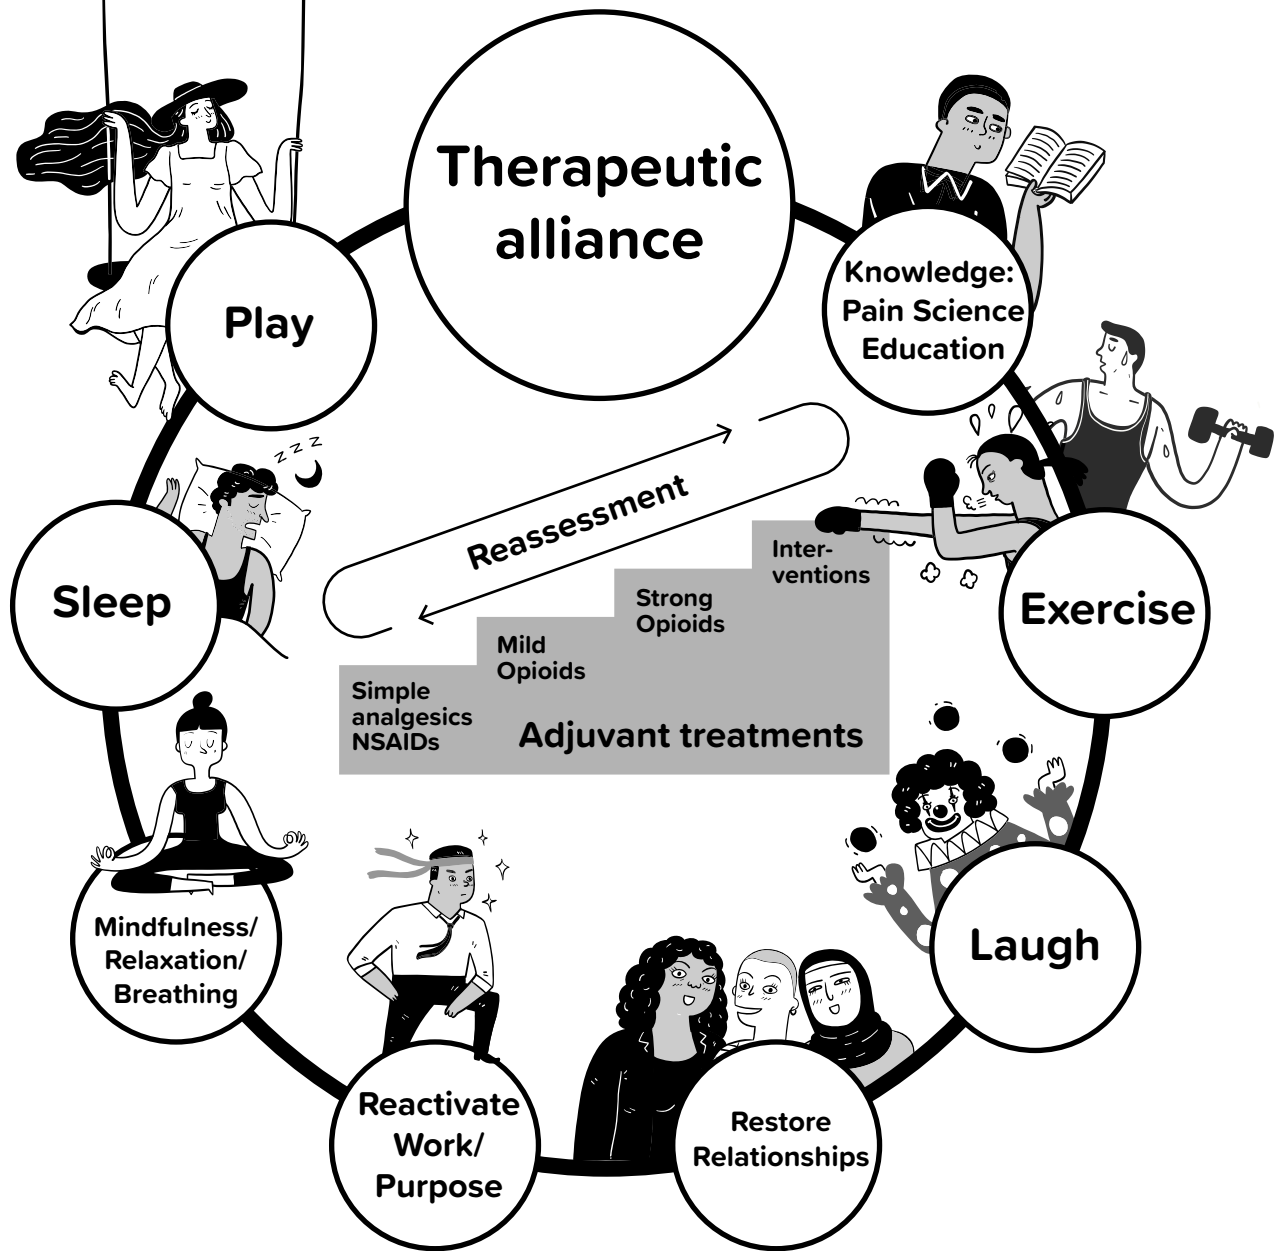 Therapeutic
alliance
Knowledge:
Pain Science
Education
Play
Z Z Z Z
Reassessment
Exercise
Sleep
Inter-
ventions
Strong
Opioids
Mild
Opioids
Simple
analgesics
NSAIDs
Adjuvant treatments
Laugh
Mindfulness/
Relaxation/
Breathing
Reactivate
Work/
Purpose
Restore
Relationships